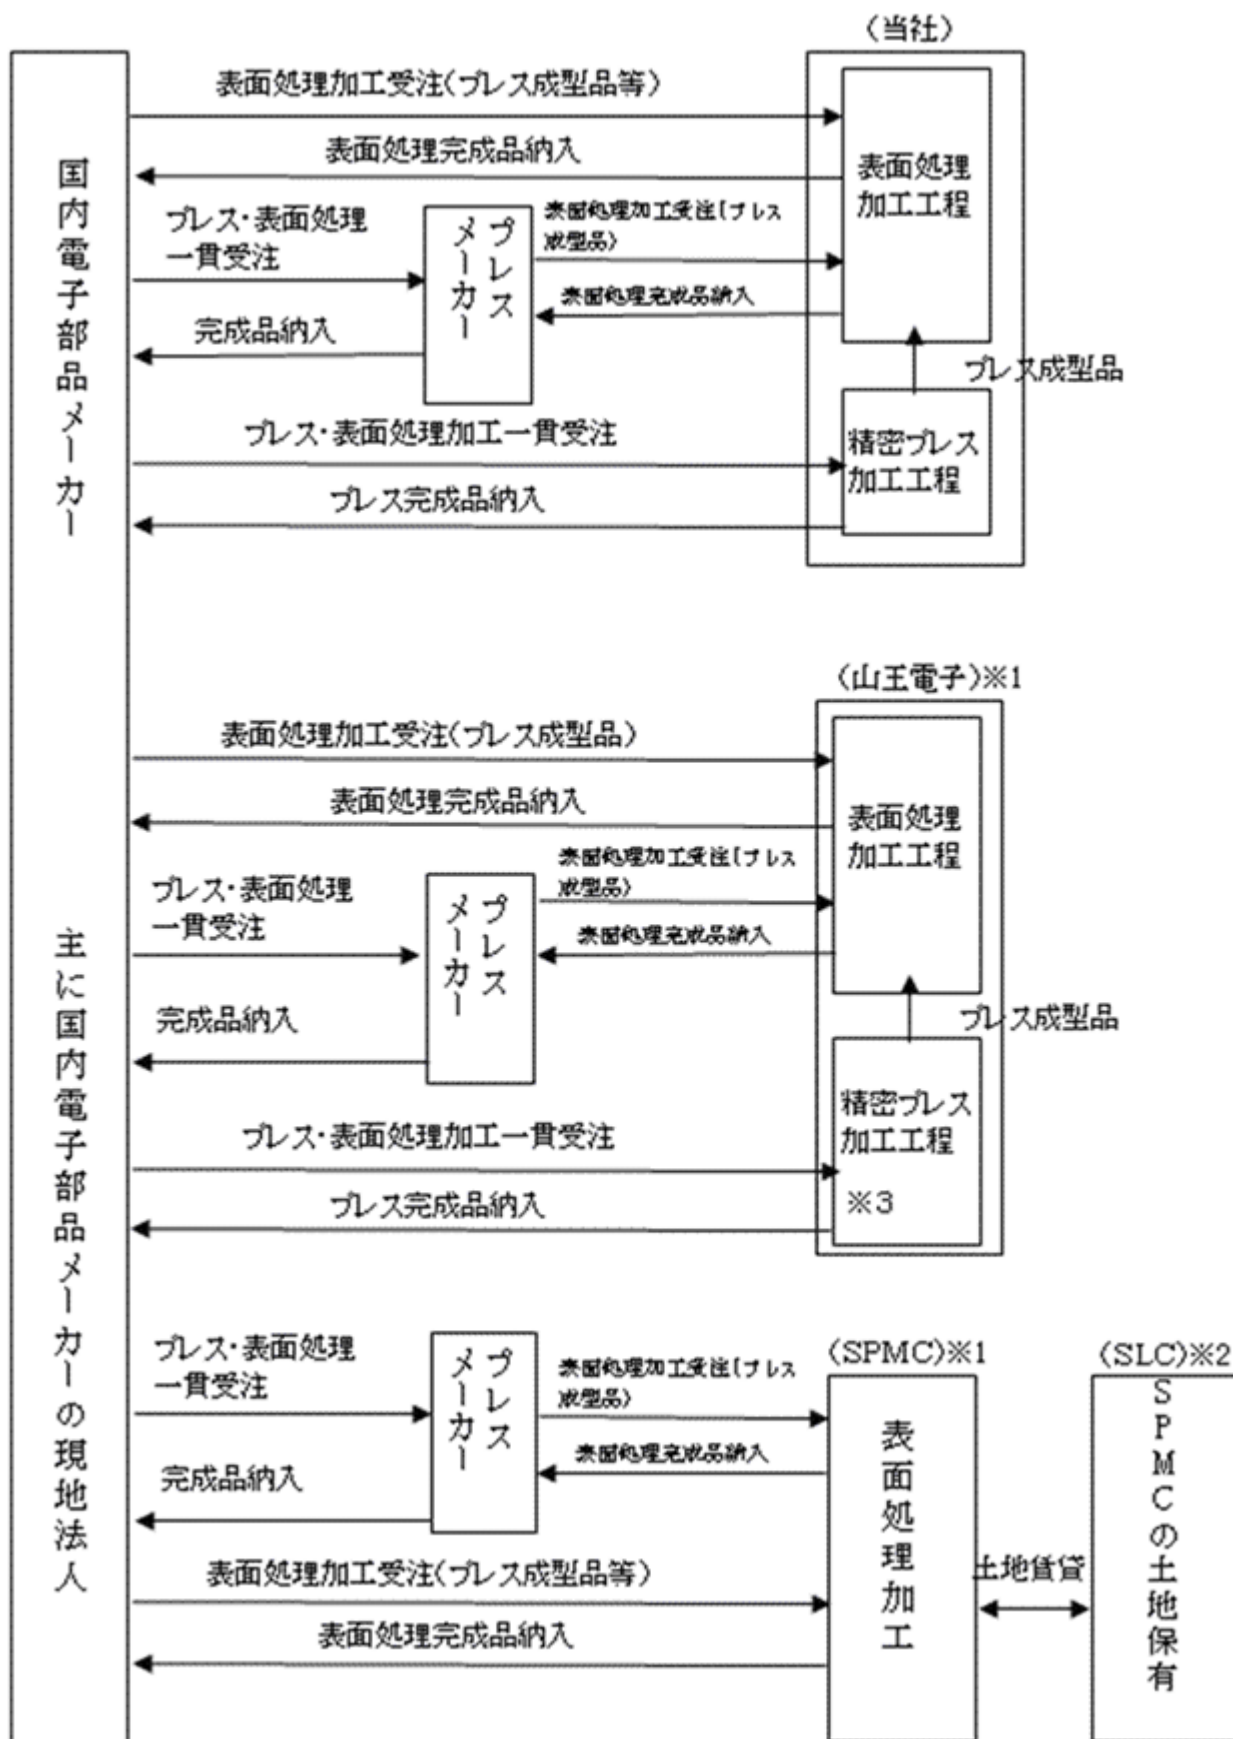 （当社）
表面処理加工受注（プレス成型品等）
表面処理完成品納入
表面処理
加工工程
国内電子部品メーカー
プレス・表面処理
一貫受注
プレス
メーカー
表面処理加工受注（プレス
成型品）
表面処理完成品納入
完成品納入
プレス成型品
プレス・表面処理加工一貫受注
精密プレス
加工工程
プレス完成品納入
（山王電子）※1
表面処理加工受注（プレス成型品）
表面処理完成品納入
表面処理
加工工程
主に国内電子部品メーカーの現地法人
プレス・表面処理
一貫受注
プレス
メーカー
表面処理加工受注（プレス
成型品）
表面処理完成品納入
完成品納入
プレス成型品
プレス・表面処理加工一貫受注
精密プレス
加工工程
※3
プレス完成品納入
（SPMC）※1
（SLC）※2
プレス・表面処理
一貫受注
プレス
メーカー
表面処理加工受注（プレス
成型品）
表面処理完成品納入
完成品納入
表面処理加工
土地賃貸
SPMCの土地保有
表面処理加工受注（プレス成型品等）
表面処理完成品納入